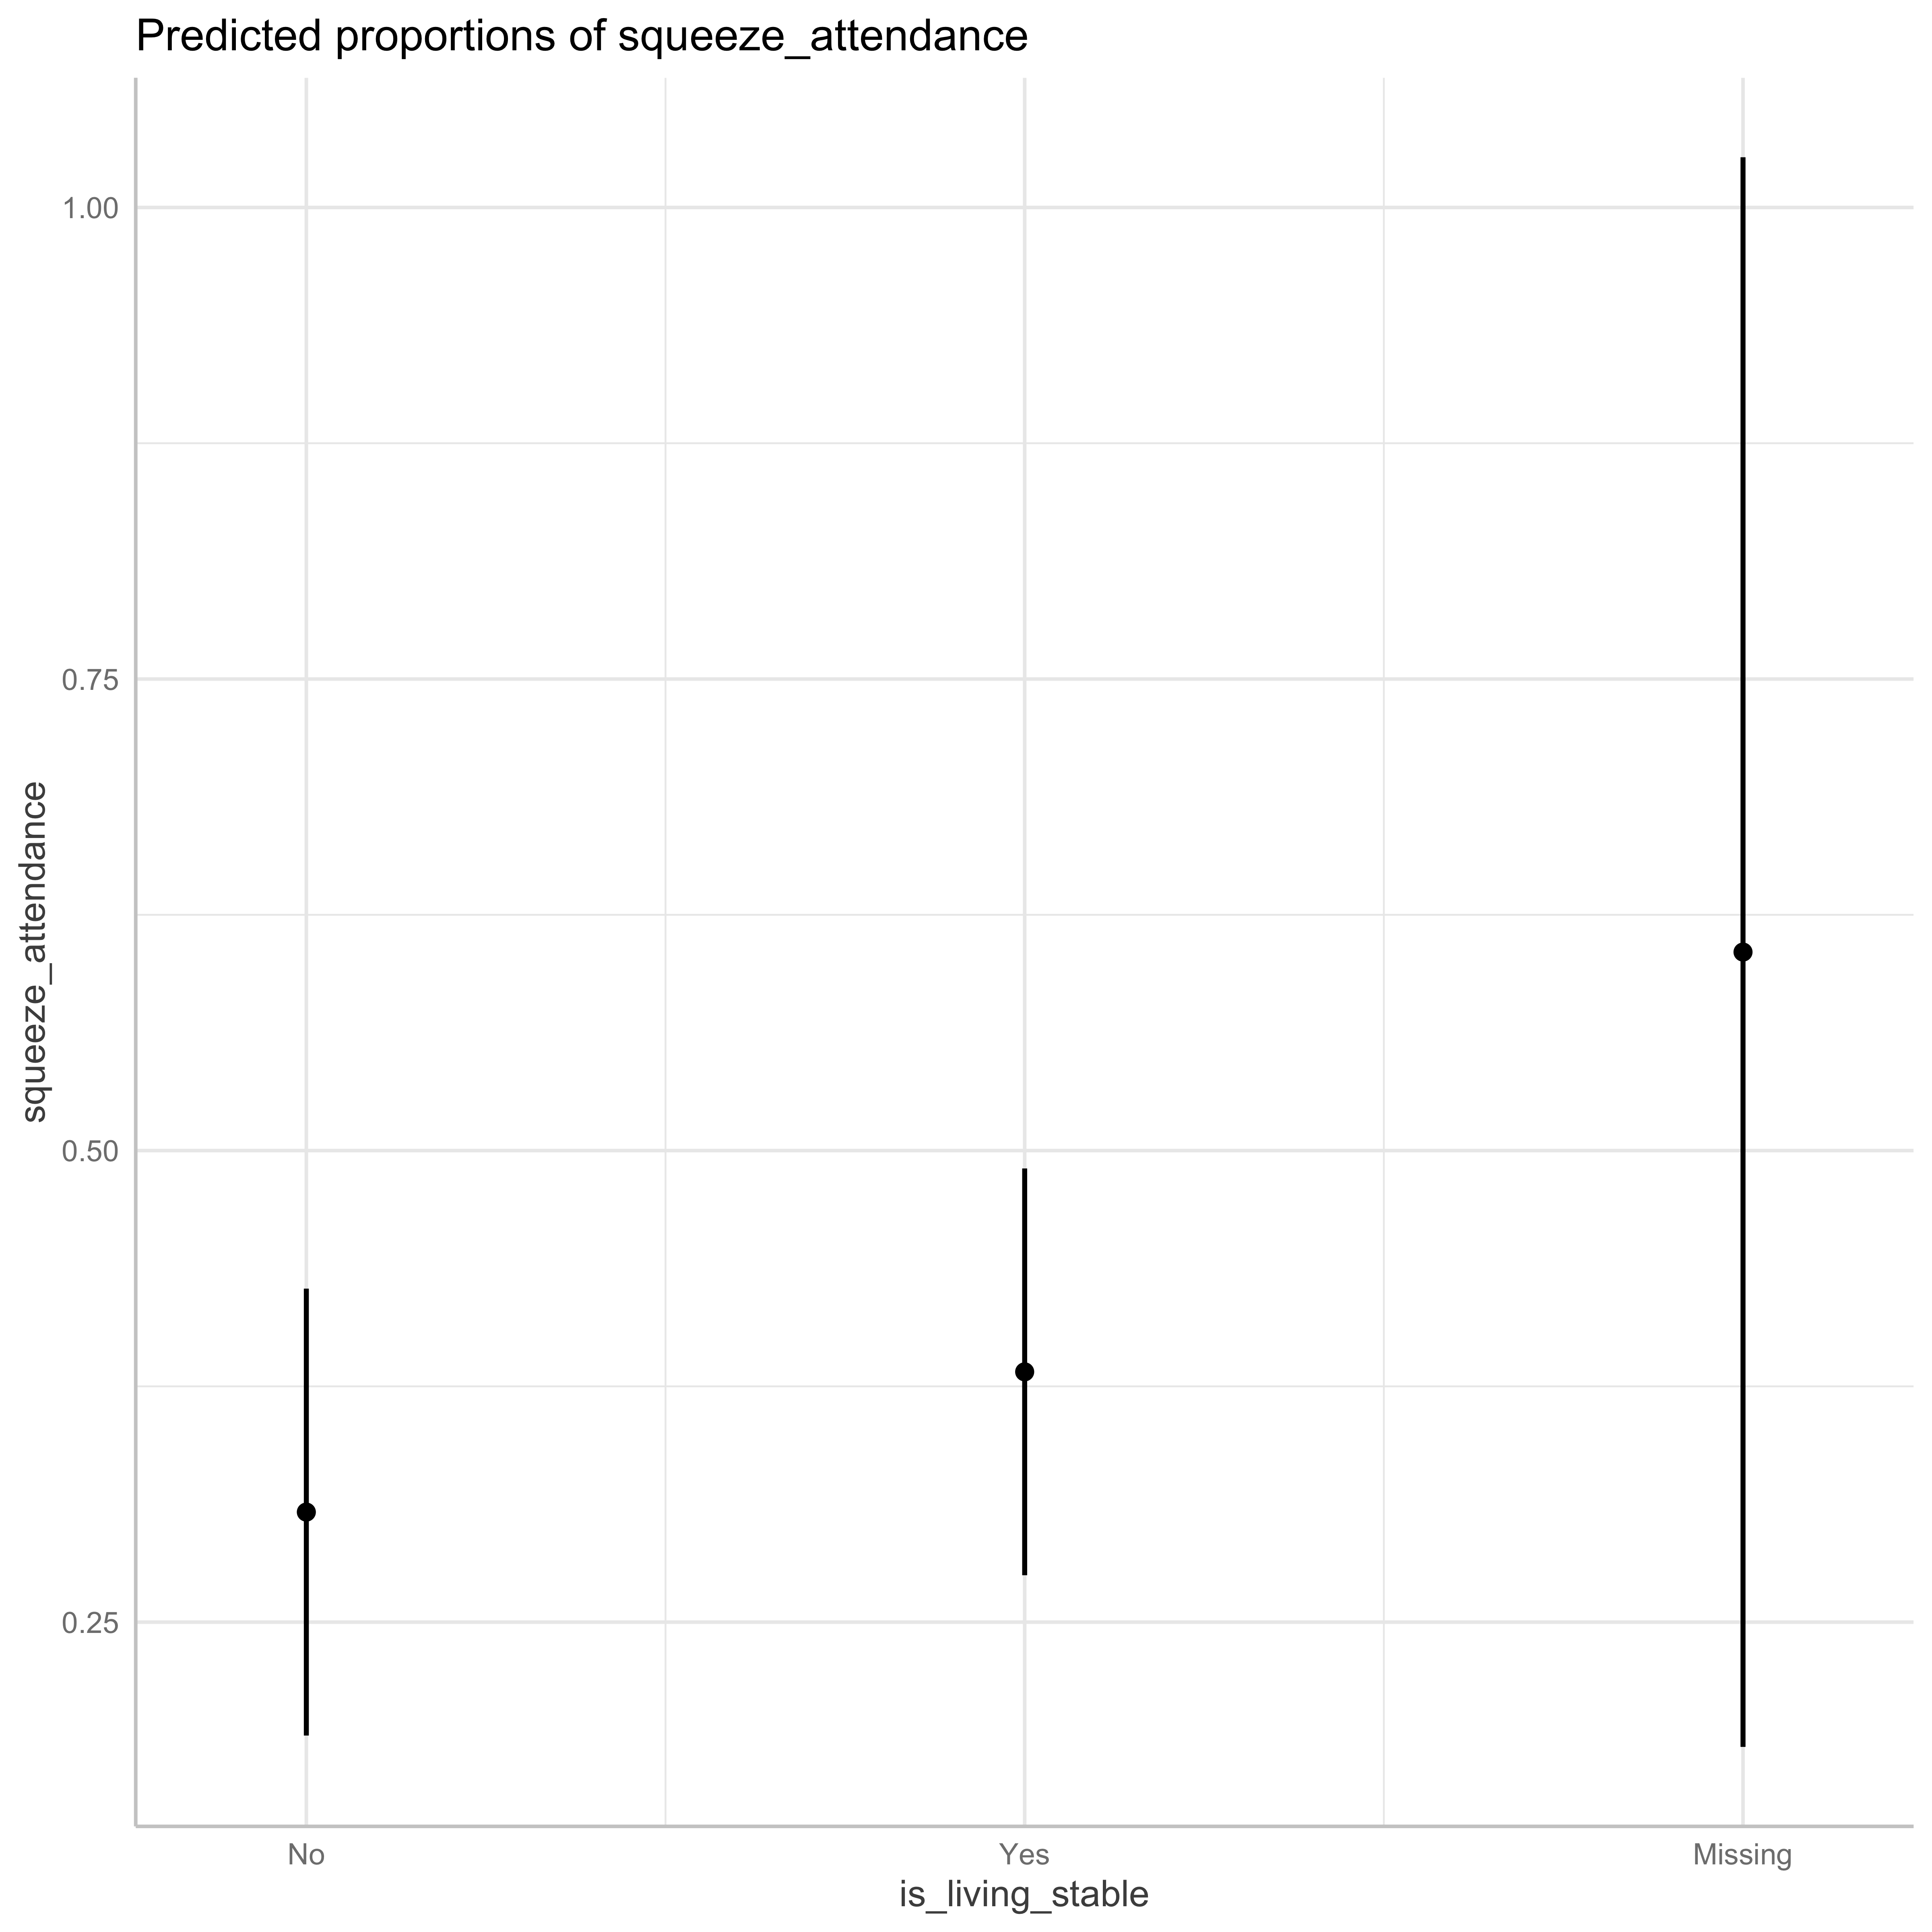 Predicted proportions of squeeze_attendance
1.00
0.75
0.50
0.25
squeeze_attendance
No
Yes
Missing
is_living_stable